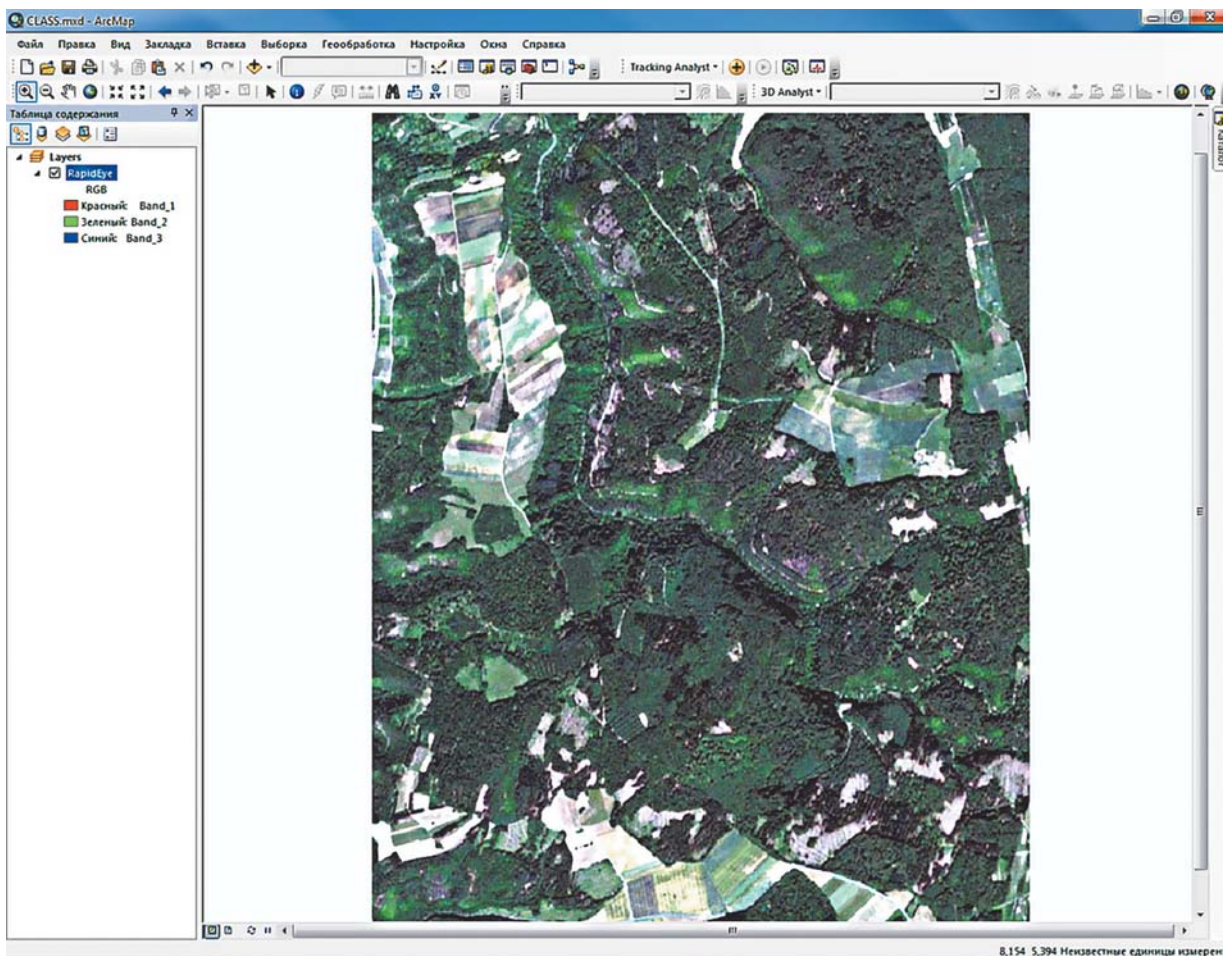 CLASS.mxd - ArcMap
Файл Правка Вид Закладка Вставка Выборка Геообработка Настройка Окна Справка
Tracking Analyst
3D Analyst
Таблица содержания
Layers
RapidEye
RGB
Красный: Band_1
Зеленый: Band_2
Синий: Band_3
Каталог
8,154 5,394 Неизвестные единицы измерен